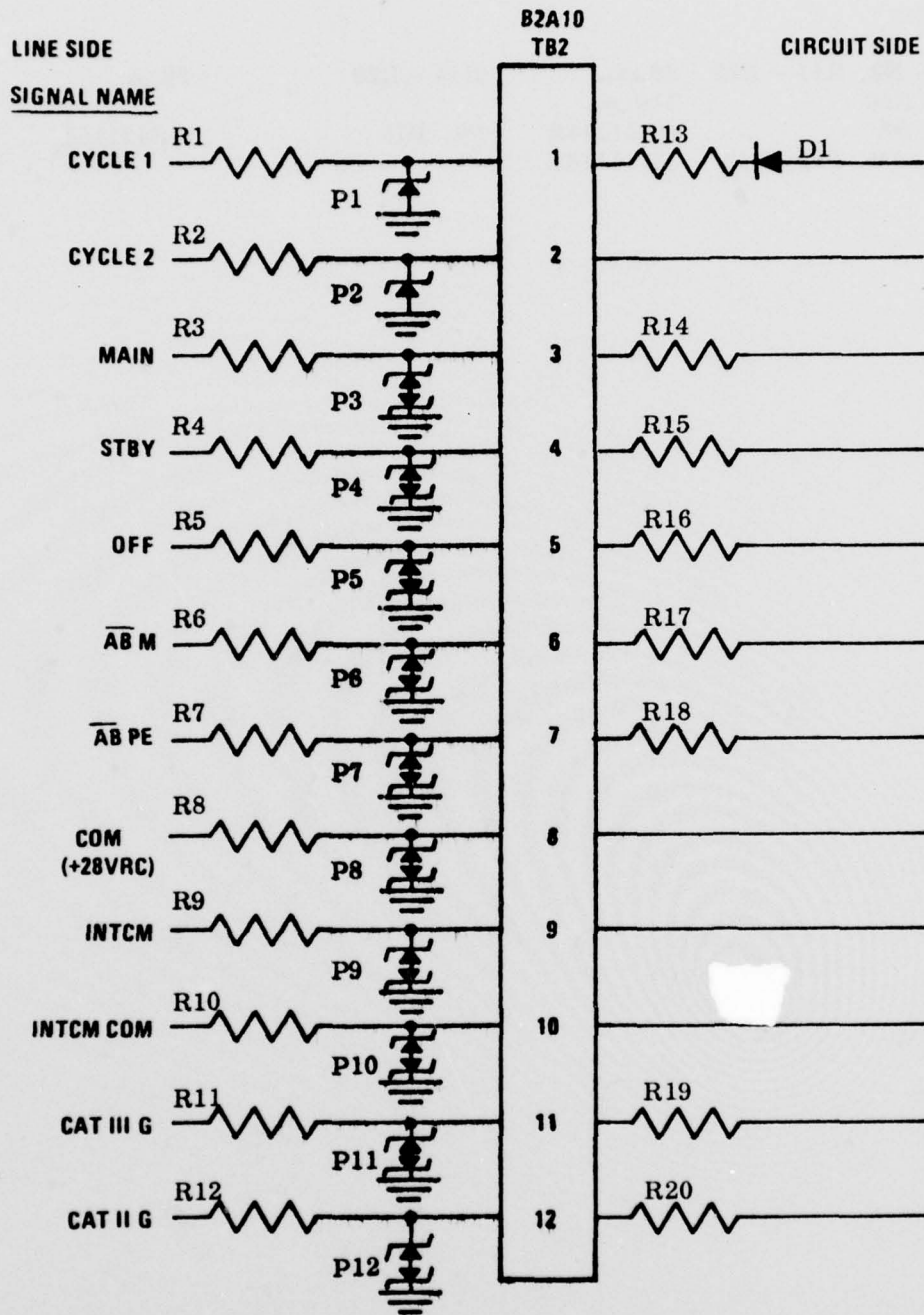 B2A10
TB2
LINE SIDE
CIRCUIT SIDE
SIGNAL NAME
CYCLE 1 R1 P1 1 R13 D1
CYCLE 2 R2 P2 2
MAIN R3 P3 3 R14
STBY R4 P4 4 R15
OFF R5 P5 5 R16
A̅B̅ M R6 P6 6 R17
A̅B̅ PE R7 P7 7 R18
COM R8 P8 8
(+28VRC)
INTCM R9 P9 9
INTCM COM R10 P10 10
CAT III G R11 P11 11 R19
CAT II G R12 P12 12 R20